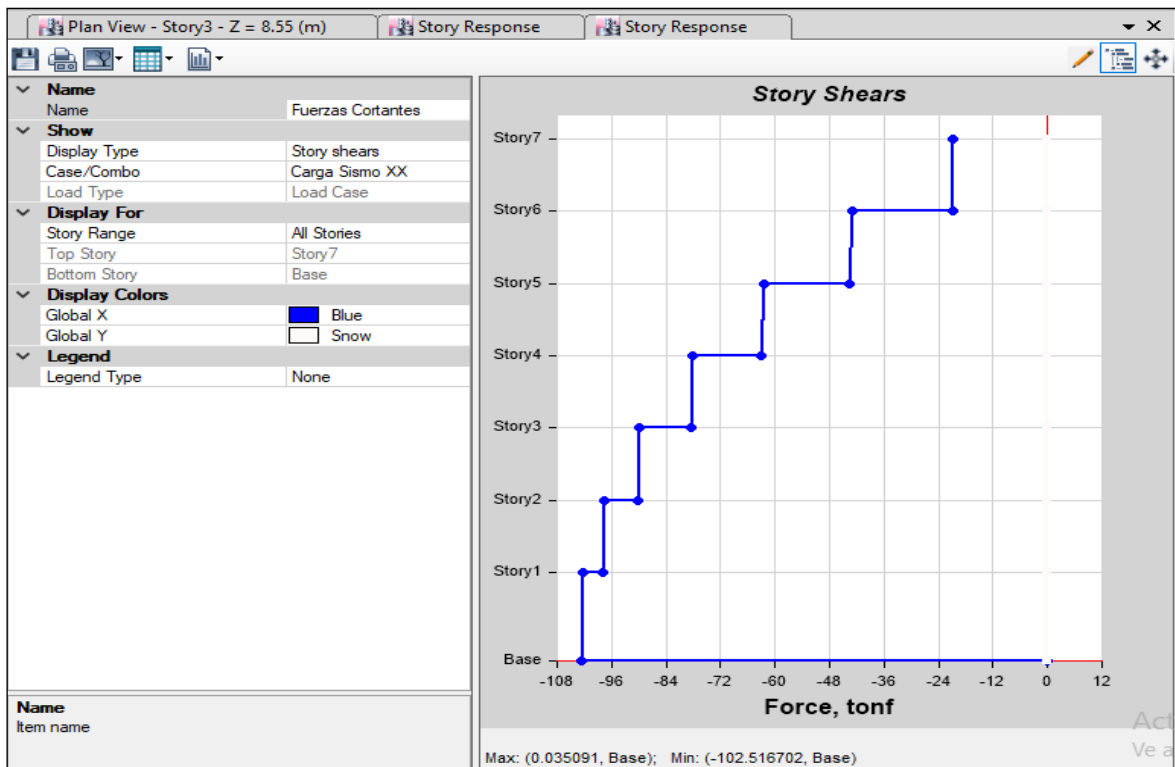 Plan View - Story3 - Z = 8.55 (m) Story Response Story Response
Name
Name Fuerzas Cortantes
Show
Display Type Story shears
Case/Combo Carga Sismo XX
Load Type Load Case
Display For
Story Range All Stories
Top Story Story7
Bottom Story Base
Display Colors
Global X Blue
Global Y Snow
Legend
Legend Type None
Name
Item name
Story Shears
Story7
Story6
Story5
Story4
Story3
Story2
Story1
Base
-108 -96 -84 -72 -60 -48 -36 -24 -12 0 12
Force, tonf
Max: (0.035091, Base); Min: (-102.516702, Base)
Act
Ve a